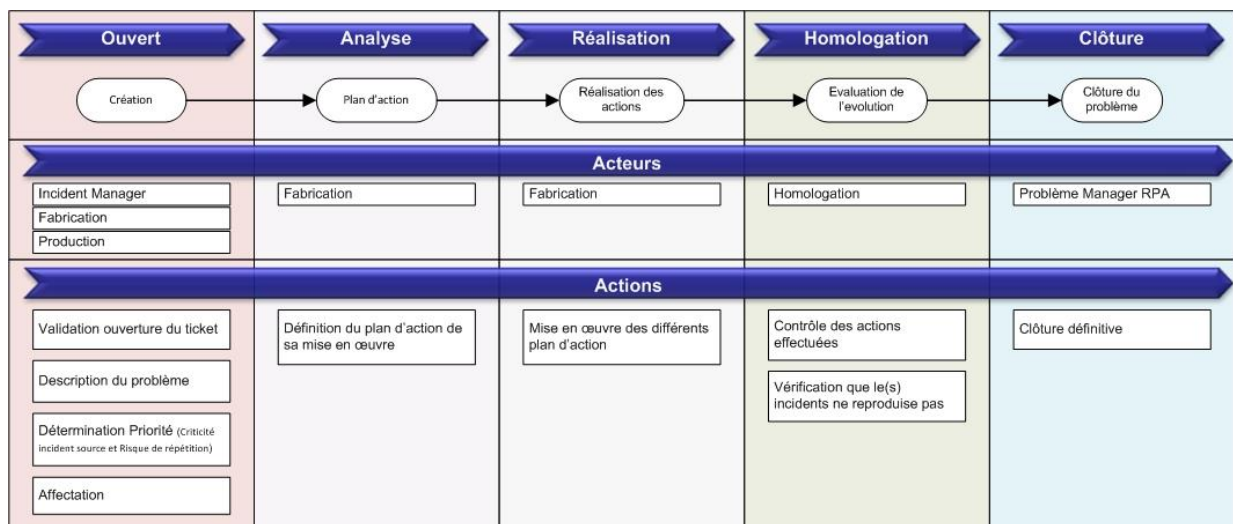 Ouvert
Analyse
Réalisation
Homologation
Clôture
Création
Plan d'action
Réalisation des
actions
Evaluation de
l'evolution
Clôture du
problème
Acteurs
Incident Manager
Fabrication
Production
Fabrication
Fabrication
Homologation
Problème Manager RPA
Actions
Validation ouverture du ticket
Description du problème
Détermination Priorité (Criticité
incident source et Risque de répétition)
Affectation
Définition du plan d'action de
sa mise en œuvre
Mise en œuvre des différents
plan d'action
Contrôle des actions
effectuées
Vérification que le(s)
incidents ne reproduise pas
Clôture définitive